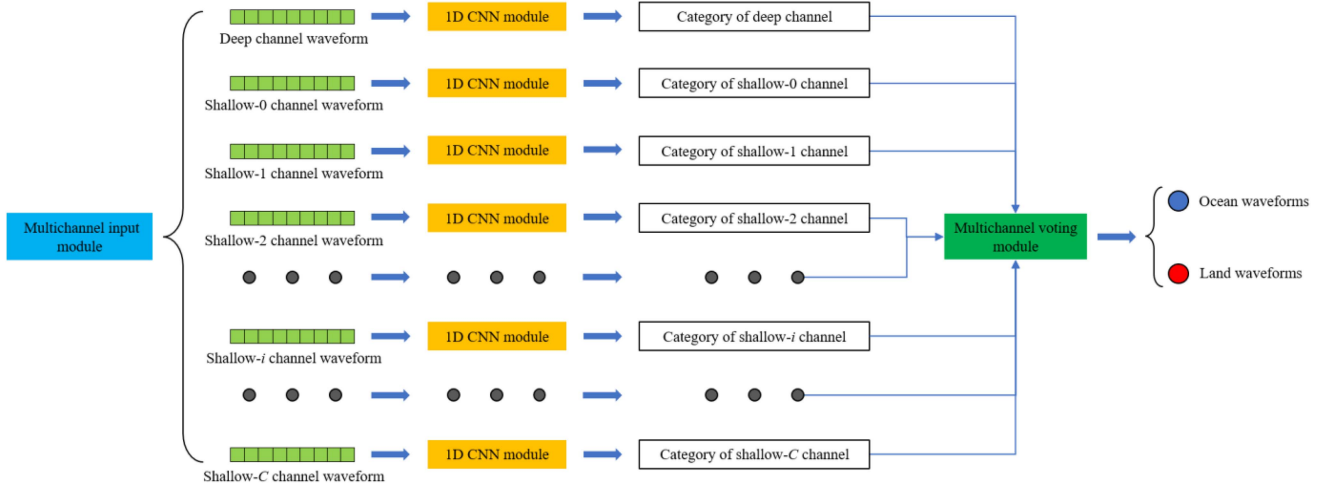 Deep channel waveform
1D CNN module
Category of deep channel
Shallow-0 channel waveform
1D CNN module
Category of shallow-0 channel
Shallow-1 channel waveform
1D CNN module
Category of shallow-1 channel
Shallow-2 channel waveform
1D CNN module
Category of shallow-2 channel
Multichannel input
module
Multichannel voting
module
Ocean waveforms
Land waveforms
Shallow-i channel waveform
1D CNN module
Category of shallow-i channel
Shallow-C channel waveform
1D CNN module
Category of shallow-C channel